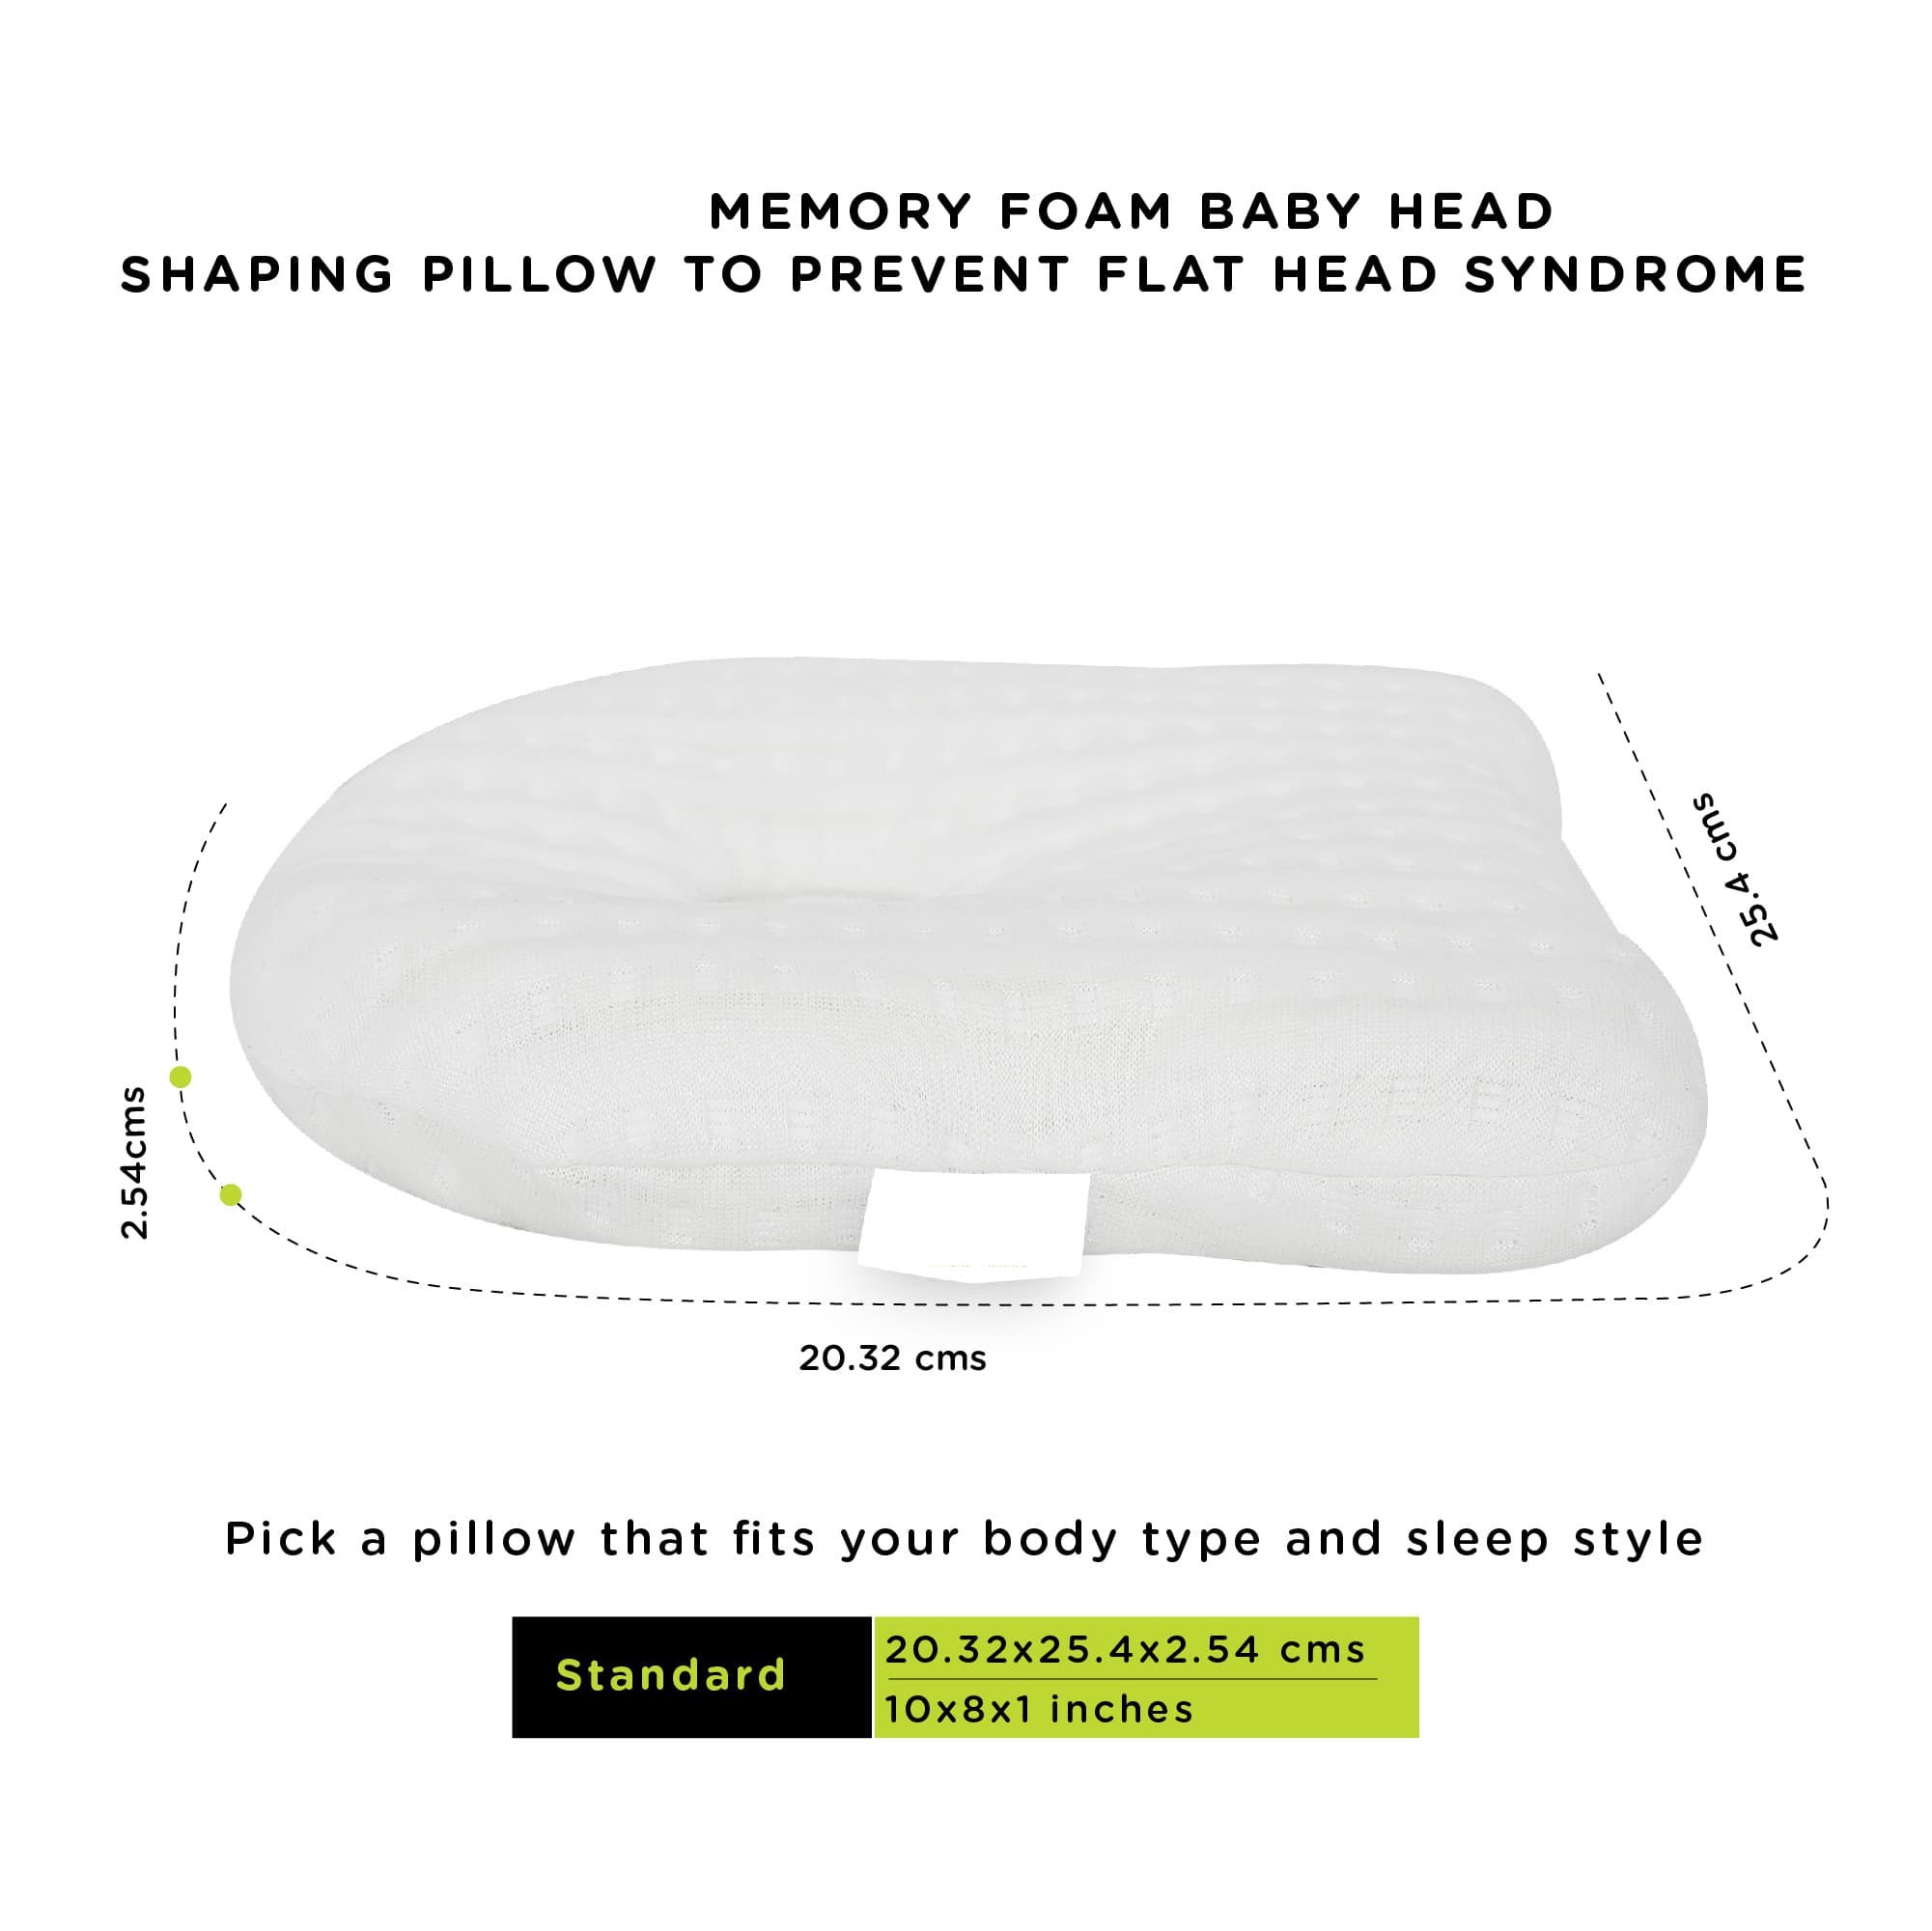 MEMORY FOAM BABY HEAD
SHAPING PILLOW TO PREVENT FLAT HEAD SYNDROME
25.4 cms
2.54cms
20.32 cms
Pick a pillow that fits your body type and sleep style
Standard
20.32x25.4x2.54 cms
10x8x1 inches